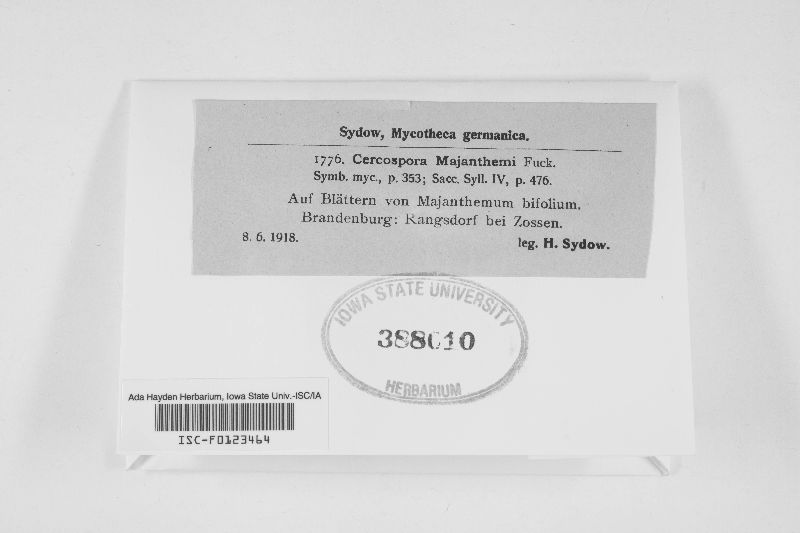 Sydow, Mycotheca germanica.
1776. Cercospora Majanthemi Fuck.
Symb. myc., p. 353; Sacc. Syll. IV, p. 476.
Auf Blättern von Majanthemum bifolium.
Brandenburg: Rangsdorf bei Zossen.
8. 6. 1918. leg. H. Sydow.
IOWA STATE UNIVERSITY
388010
HERBARIUM
Ada Hayden Herbarium, Iowa State Univ.-ISC/IA
ISC-F0123464